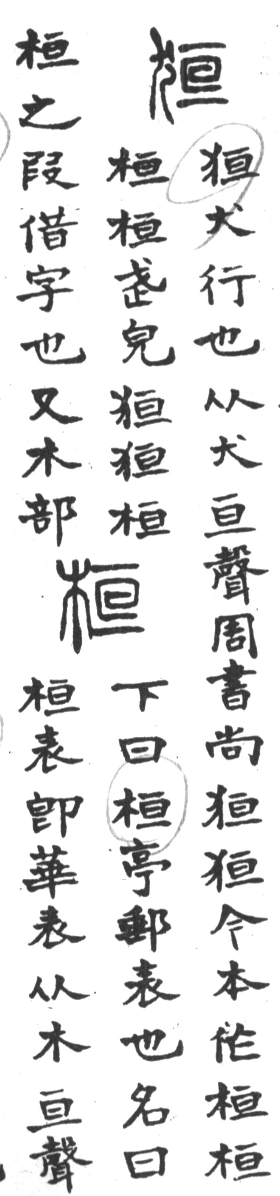 狟
狟犬行也从犬亘聲周書尚狟狟今本作桓桓
桓桓武皃狟狟桓
桓之叚借字也又木部
桓
下曰桓亭郵表也名曰
桓表卽華表从木亘聲